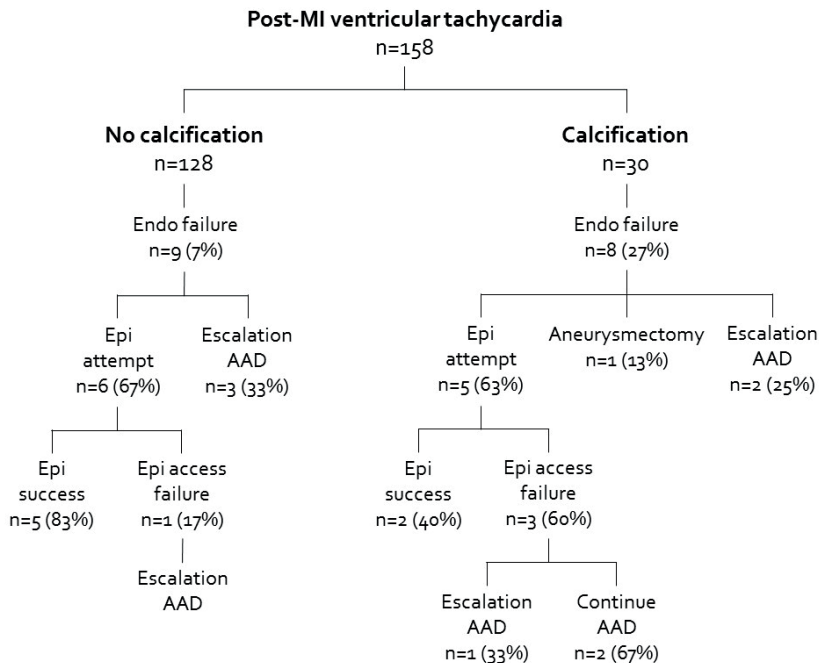 Post-MI ventricular tachycardia
n=158
No calcification
n=128
Calcification
n=30
Endo failure
n=9 (7%)
Endo failure
n=8 (27%)
Epi
attempt
n=6 (67%)
Escalation
AAD
n=3 (33%)
Epi
attempt
n=5 (63%)
Aneurysmectomy
n=1 (13%)
Escalation
AAD
n=2 (25%)
Epi
success
n=5 (83%)
Epi access
failure
n=1 (17%)
Epi
success
n=2 (40%)
Epi access
failure
n=3 (60%)
Escalation
AAD
Escalation
AAD
n=1 (33%)
Continue
AAD
n=2 (67%)